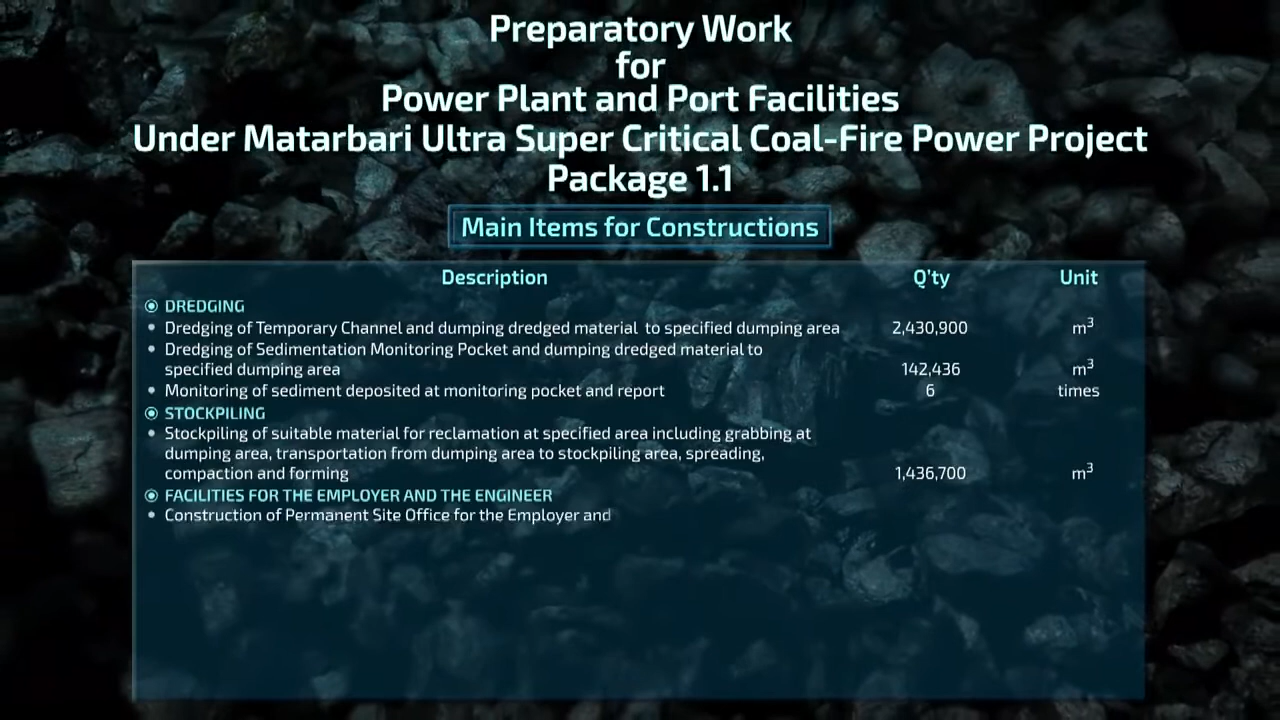 Preparatory Work
for
Power Plant and Port Facilities
Under Matarbari Ultra Super Critical Coal-Fire Power Project
Package 1.1
Main Items for Constructions
Description Q'ty Unit
DREDGING
• Dredging of Temporary Channel and dumping dredged material to specified dumping area 2,430,900 m³
• Dredging of Sedimentation Monitoring Pocket and dumping dredged material to
specified dumping area 142,436 m³
• Monitoring of sediment deposited at monitoring pocket and report 6 times
STOCKPILING
• Stockpiling of suitable material for reclamation at specified area including grabbing at
dumping area, transportation from dumping area to stockpiling area, spreading,
compaction and forming 1,436,700 m³
FACILITIES FOR THE EMPLOYER AND THE ENGINEER
• Construction of Permanent Site Office for the Employer and